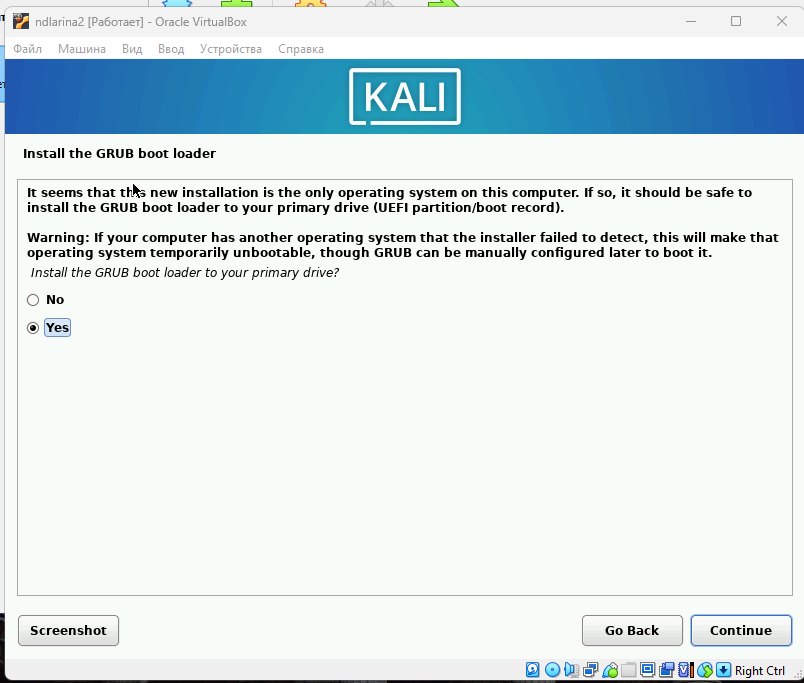 ndlarina2 [Работает] - Oracle VirtualBox
Файл Машина Вид Ввод Устройства Справка
KALI
Install the GRUB boot loader
It seems that this new installation is the only operating system on this computer. If so, it should be safe to
install the GRUB boot loader to your primary drive (UEFI partition/boot record).
Warning: If your computer has another operating system that the installer failed to detect, this will make that
operating system temporarily unbootable, though GRUB can be manually configured later to boot it.
Install the GRUB boot loader to your primary drive?
No
Yes
Screenshot Go Back Continue
Right Ctrl